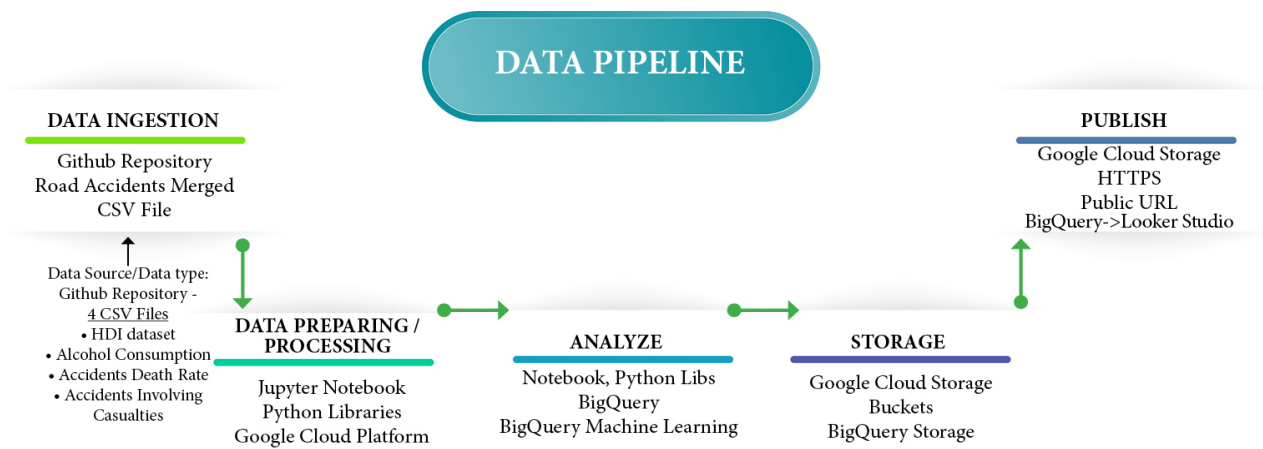 DATA PIPELINE
DATA INGESTION
Github Repository
Road Accidents Merged
CSV File
Data Source/Data type:
Github Repository -
4 CSV Files
• HDI dataset
• Alcohol Consumption
• Accidents Death Rate
• Accidents Involving
Casualties
DATA PREPARING /
PROCESSING
Jupyter Notebook
Python Libraries
Google Cloud Platform
ANALYZE
Notebook, Python Libs
BigQuery
BigQuery Machine Learning
STORAGE
Google Cloud Storage
Buckets
BigQuery Storage
PUBLISH
Google Cloud Storage
HTTPS
Public URL
BigQuery->Looker Studio